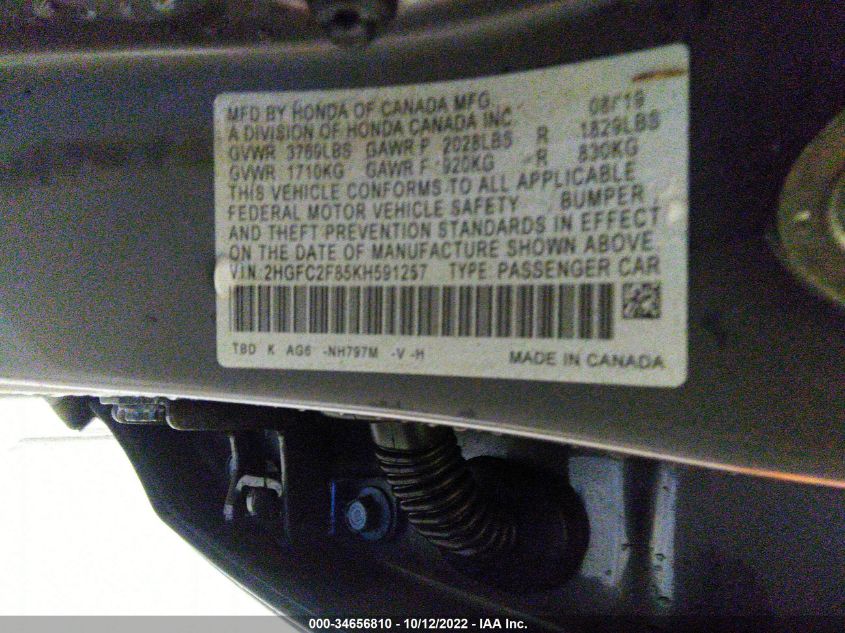 MFD BY HONDA OF CANADA MFG. 08/19
A DIVISION OF HONDA CANADA INC
GVWR 3769LBS GAWR F 2028LBS R 1829LBS
GVWR 1710KG GAWR F 920KG R 830KG
THIS VEHICLE CONFORMS TO ALL APPLICABLE
FEDERAL MOTOR VEHICLE SAFETY BUMPER
AND THEFT PREVENTION STANDARDS IN EFFECT
ON THE DATE OF MANUFACTURE SHOWN ABOVE
V.I.N. 2HGFC2F85KH591257 TYPE: PASSENGER CAR
TBD K AG6 -NH797M -V -H MADE IN CANADA
000-34656810 - 10/12/2022 - IAA Inc.